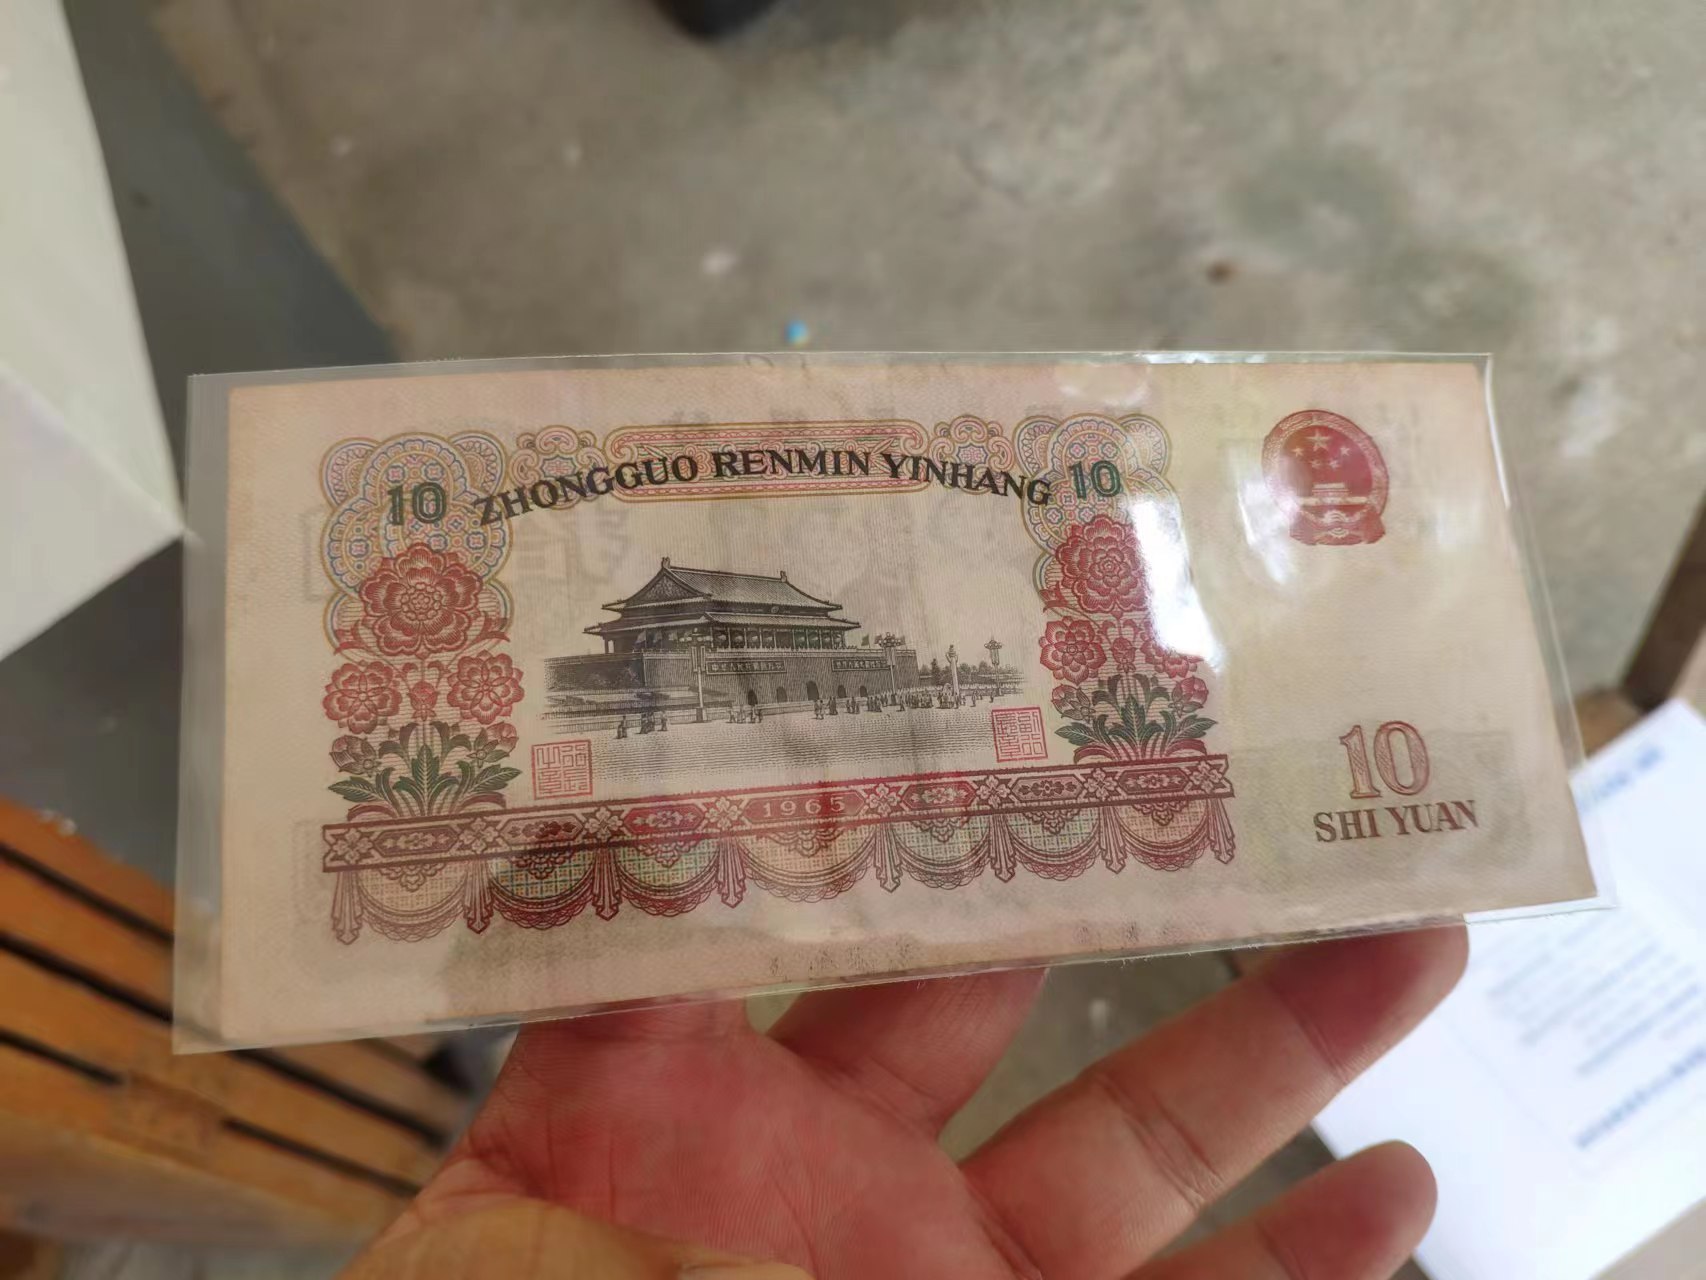 10 ZHONGGUO RENMIN YINHANG 10
1965
10
SHI YUAN